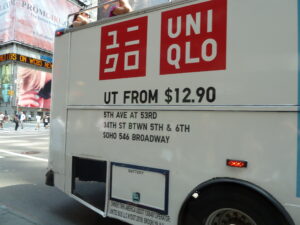 ユニ
クロ
UNI
QLO
UT FROM $12.90
5TH AVE AT 53RD
34TH ST BTWN 5TH & 6TH
SOHO 546 BROADWAY
BATTERY